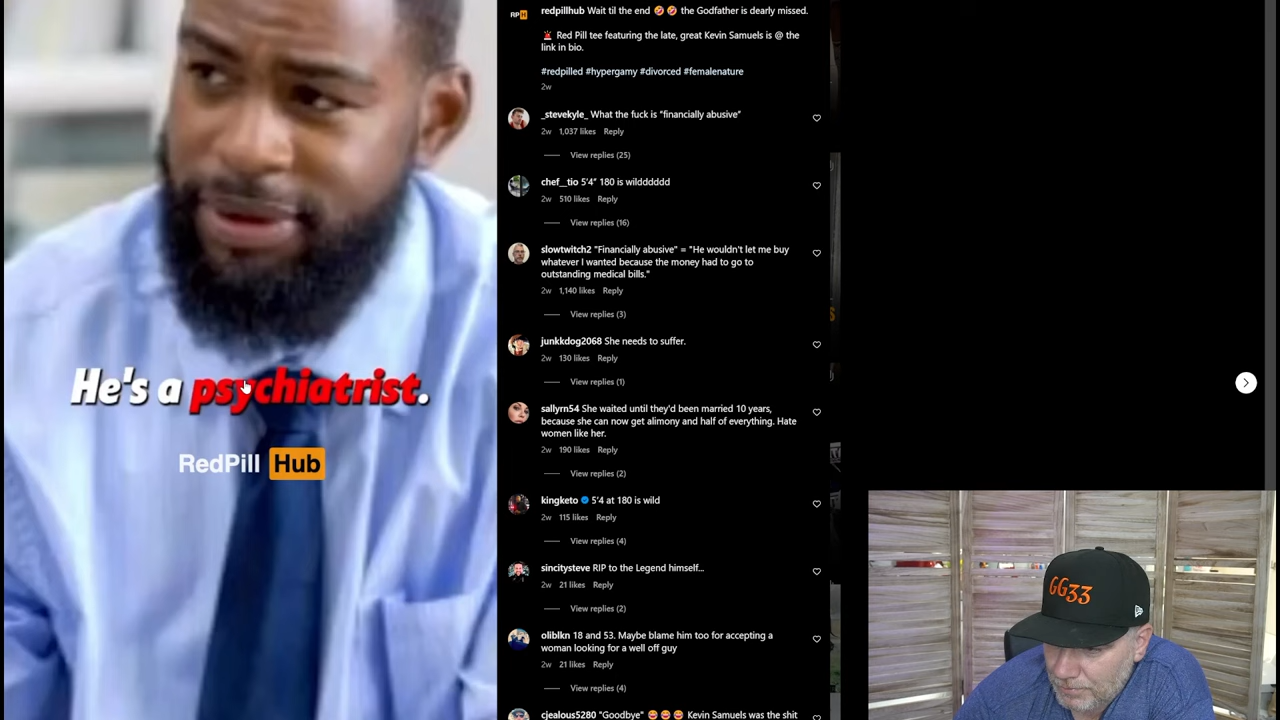 He's a psychiatrist.
RedPill Hub
RPH
redpillhub Wait til the end 🤣 🤣 the Godfather is dearly missed.
🚨 Red Pill tee featuring the late, great Kevin Samuels is @ the
link in bio.
#redpilled #hypergamy #divorced #femalenature
2w
_stevekyle_ What the fuck is "financially abusive"
2w 1,037 likes Reply
View replies (25)
chef__tio 5'4" 180 is wildddddd
2w 510 likes Reply
View replies (16)
slowtwitch2 "Financially abusive" = "He wouldn't let me buy
whatever I wanted because the money had to go to
outstanding medical bills."
2w 1,140 likes Reply
View replies (3)
junkkdog2068 She needs to suffer.
2w 130 likes Reply
View replies (1)
sallyrn54 She waited until they'd been married 10 years,
because she can now get alimony and half of everything. Hate
women like her.
2w 190 likes Reply
View replies (2)
kingketo 5'4 at 180 is wild
2w 115 likes Reply
View replies (4)
sincitysteve RIP to the Legend himself...
2w 21 likes Reply
View replies (2)
oliblkn 18 and 53. Maybe blame him too for accepting a
woman looking for a well off guy
2w 21 likes Reply
View replies (4)
cjealous5280 "Goodbye" 😂 😂 😂 Kevin Samuels was the shit
GG33